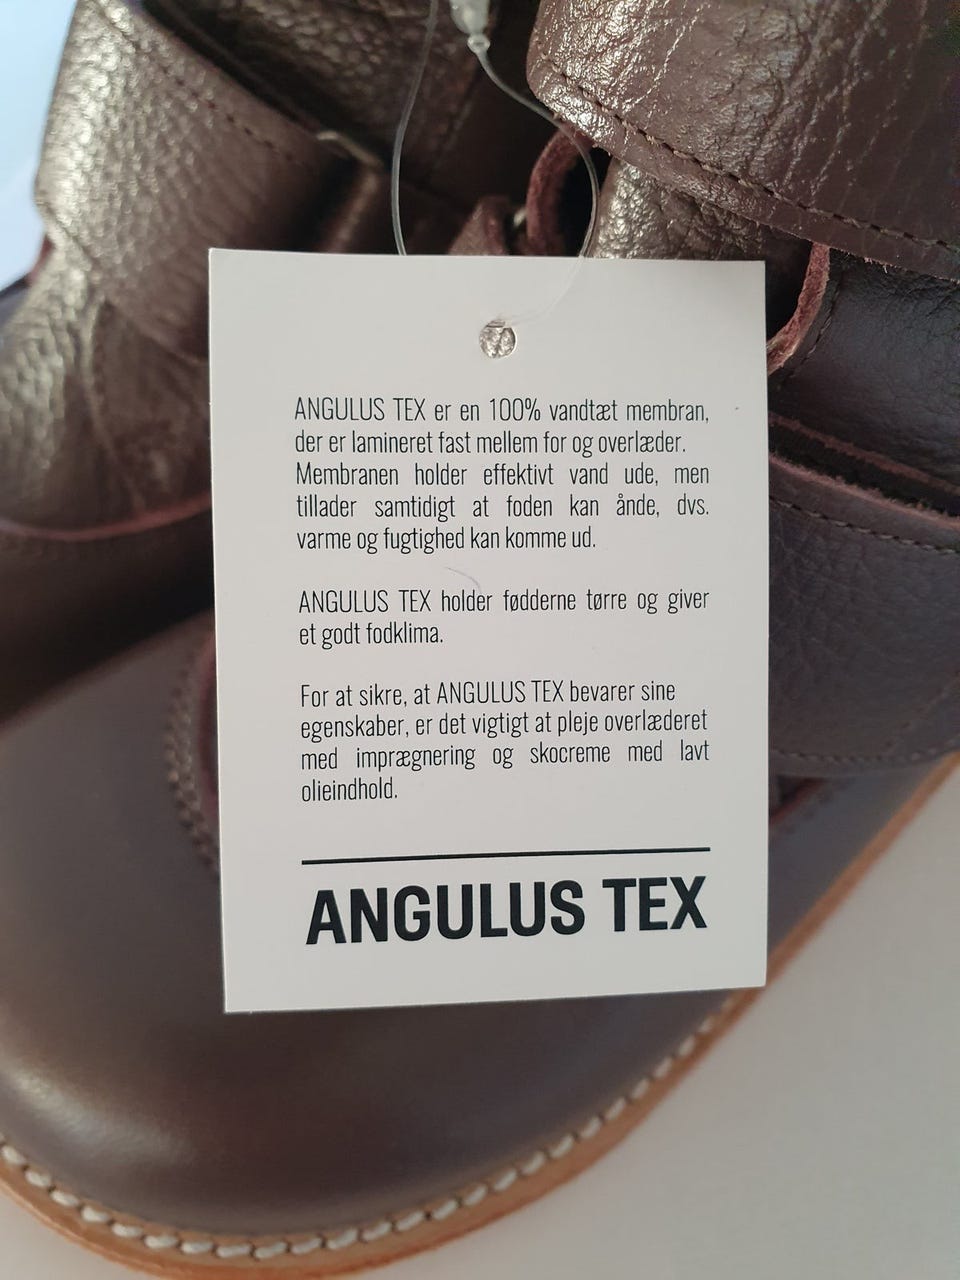 ANGULUS TEX er en 100% vandtæt membran,
der er lamineret fast mellem for og overlæder.
Membranen holder effektivt vand ude, men
tillader samtidigt at foden kan ånde, dvs.
varme og fugtighed kan komme ud.
ANGULUS TEX holder fødderne tørre og giver
et godt fodklima.
For at sikre, at ANGULUS TEX bevarer sine
egenskaber, er det vigtigt at pleje overlæderet
med imprægnering og skocreme med lavt
olieindhold.
ANGULUS TEX